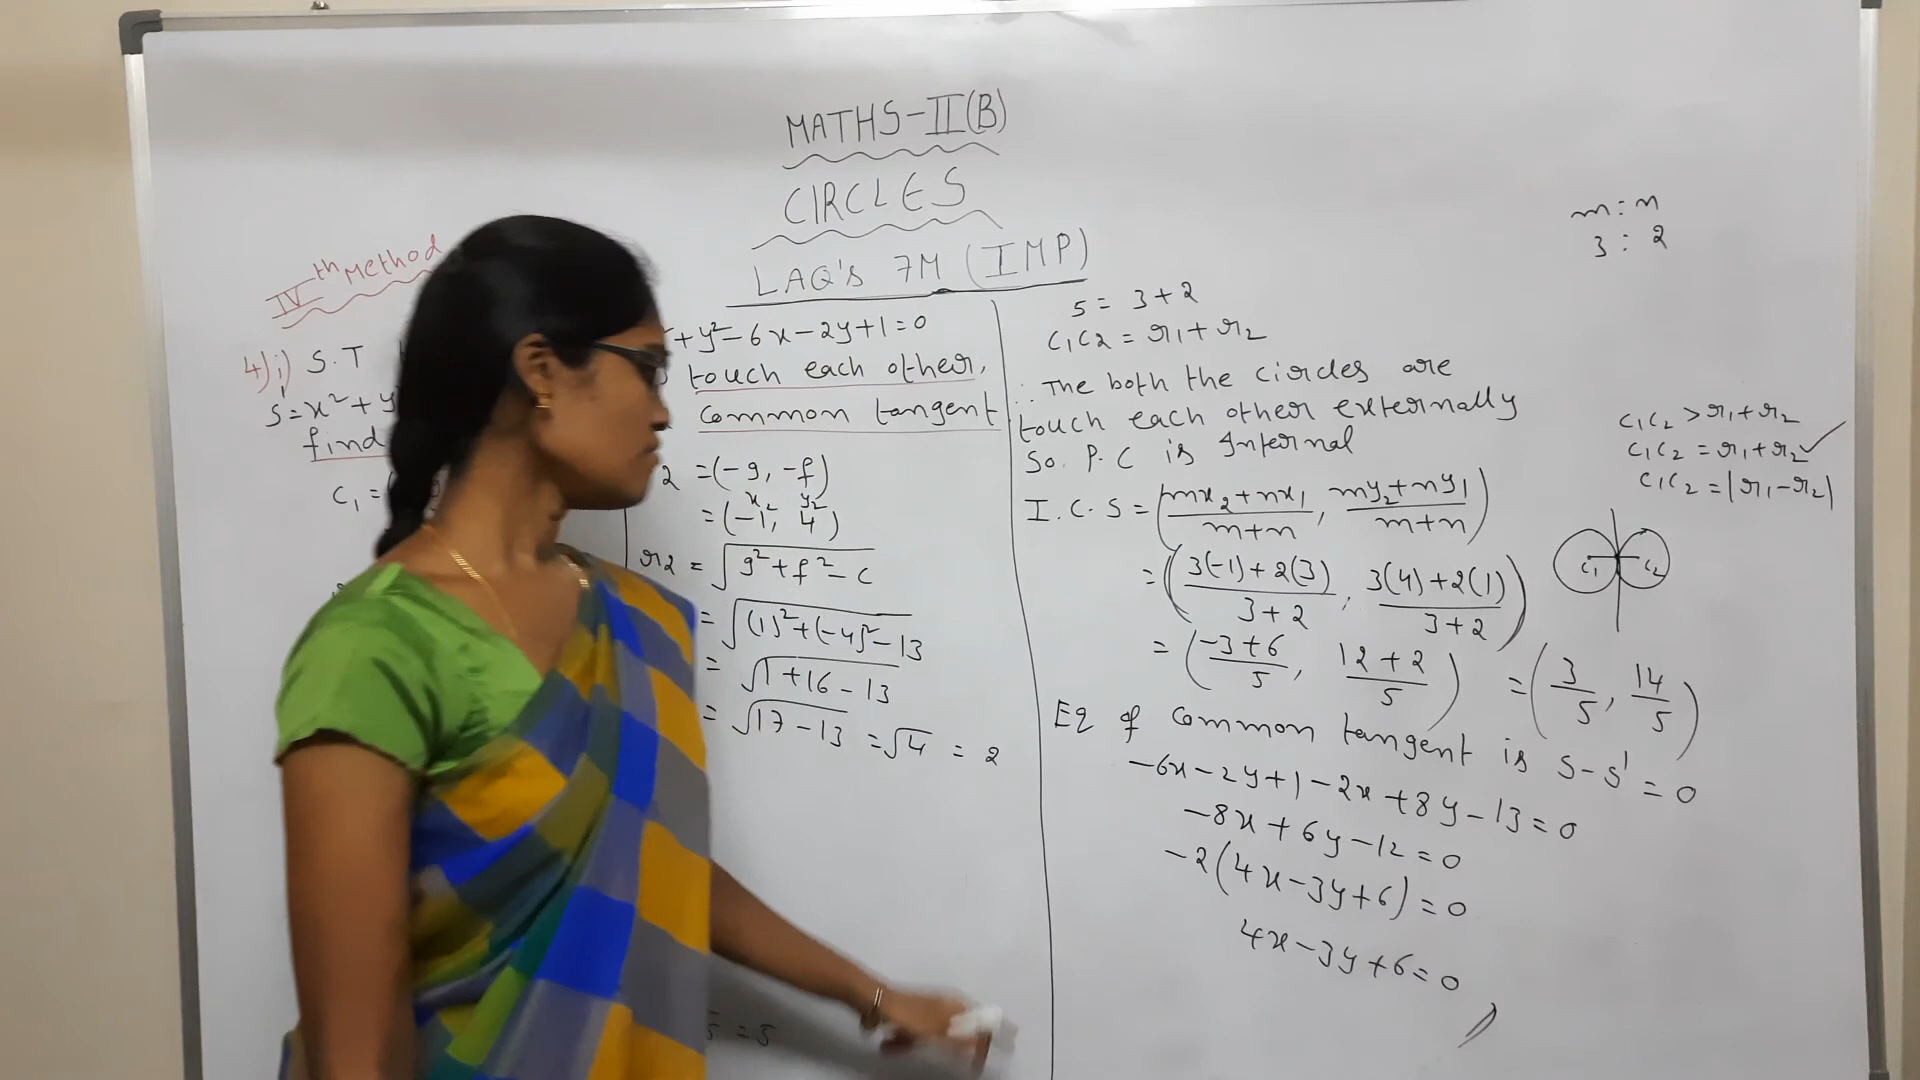 MATHS-II(B)
CIRCLES
LAQ's 7M (IMP)
IVth Method
4) i) S.T
S'=x²+y
find
C₁ =
+y²-6x-2y+1=0
touch each other,
common tangent
2 =(-g, -f)
x₂ y₂
=(-1, 4)
r₂ = √g²+f²-c
= √(1)²+(-4)²-13
= √1+16-13
= √17-13 =√4 = 2
= 5
5 = 3+2
C₁C₂ = r₁+r₂
∴ The both the circles are
touch each other externally
So. P.C is Internal
I.C.S = (mx₂+nx₁/m+n, my₂+ny₁/m+n)
= (3(-1)+2(3)/3+2, 3(4)+2(1)/3+2)
= (-3+6/5, 12+2/5) = (3/5, 14/5)
Eq of common tangent is S-S'=0
-6x-2y+1-2x+8y-13=0
-8x+6y-12=0
-2(4x-3y+6)=0
4x-3y+6=0
m:n
3:2
C₁C₂ >r₁+r₂
C₁C₂ =r₁+r₂✓
C₁C₂ =|r₁-r₂|
C₁ C₂